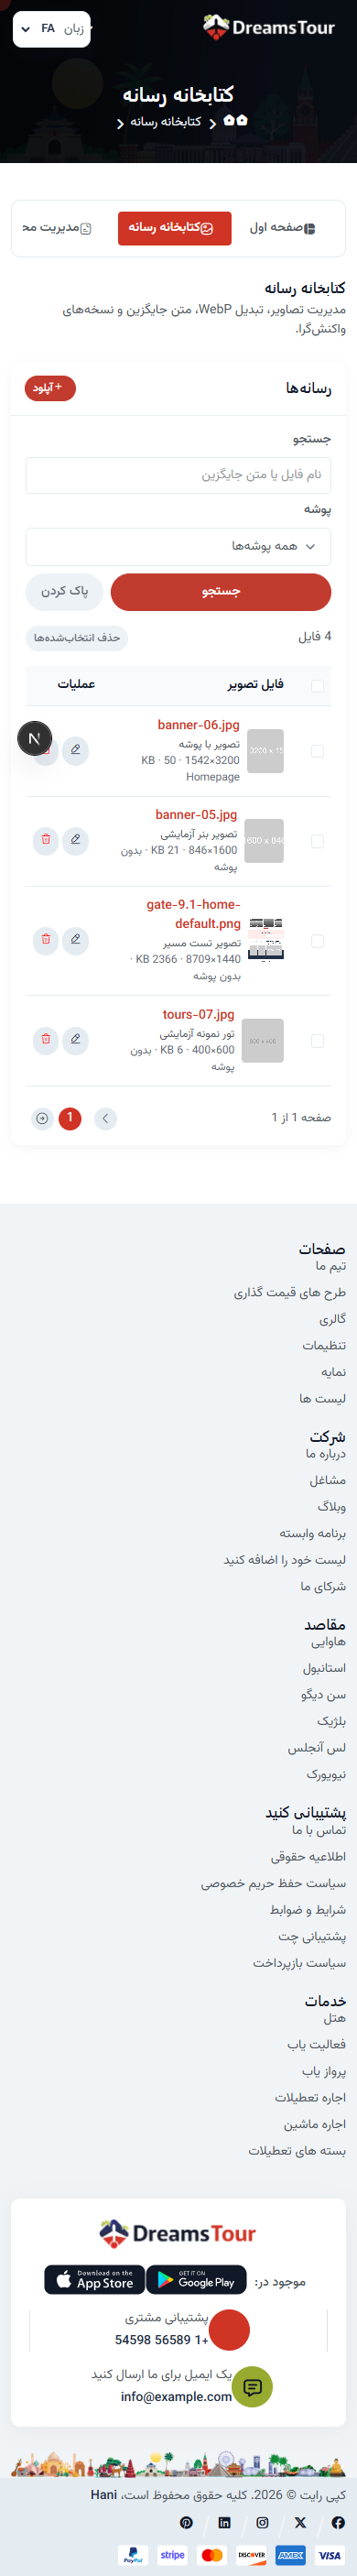 DreamsTour
زبان FA
کتابخانه رسانه
کتابخانه رسانه
صفحه اول
کتابخانه رسانه
مدیریت مح
کتابخانه رسانه
مدیریت تصاویر، تبدیل WebP، متن جایگزین و نسخه‌های
واکنش‌گرا.
رسانه‌ها
+ آپلود
جستجو
نام فایل یا متن جایگزین
پوشه
همه پوشه‌ها
جستجو
پاک کردن
4 فایل
حذف انتخاب‌شده‌ها
فایل تصویر
عملیات
banner-06.jpg
تصویر با پوشه
3200×1542 · 50 KB ·
Homepage
N
banner-05.jpg
تصویر بنر آزمایشی
1600×846 · 21 KB · بدون
پوشه
gate-9.1-home-
default.png
تصویر تست مسیر
1440×8709 · 2366 KB ·
بدون پوشه
tours-07.jpg
تور نمونه آزمایشی
600×400 · 6 KB · بدون
پوشه
صفحه 1 از 1
1
صفحات
تیم ما
طرح های قیمت گذاری
گالری
تنظیمات
نمایه
لیست ها
شرکت
درباره ما
مشاغل
وبلاگ
برنامه وابسته
لیست خود را اضافه کنید
شرکای ما
مقاصد
هاوایی
استانبول
سن دیگو
بلژیک
لس آنجلس
نیویورک
پشتیبانی کنید
تماس با ما
اطلاعیه حقوقی
سیاست حفظ حریم خصوصی
شرایط و ضوابط
پشتیبانی چت
سیاست بازپرداخت
خدمات
هتل
فعالیت یاب
پرواز یاب
اجاره تعطیلات
اجاره ماشین
بسته های تعطیلات
DreamsTour
موجود در:
GET IT ON
Google Play
Download on the
App Store
پشتیبانی مشتری
+1 56589 54598
یک ایمیل برای ما ارسال کنید
info@example.com
کپی رایت © 2026. کلیه حقوق محفوظ است، Hani
VISA
AMEX
DISCOVER
mastercard
stripe
PayPal